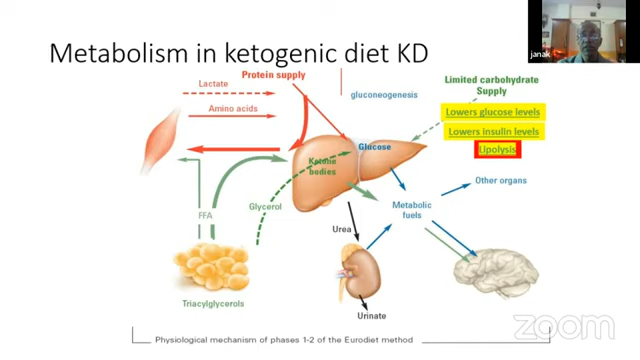 janak
Metabolism in ketogenic diet KD
Protein supply
Lactate
Amino acids
gluconeogenesis
Limited carbohydrate
Supply
Lowers glucose levels
Lowers insulin levels
Lipolysis
Glucose
Ketone
bodies
Other organs
Glycerol
FFA
Metabolic
fuels
Urea
Triacylglycerols
Urinate
zoom
Physiological mechanism of phases 1-2 of the Eurodiet method